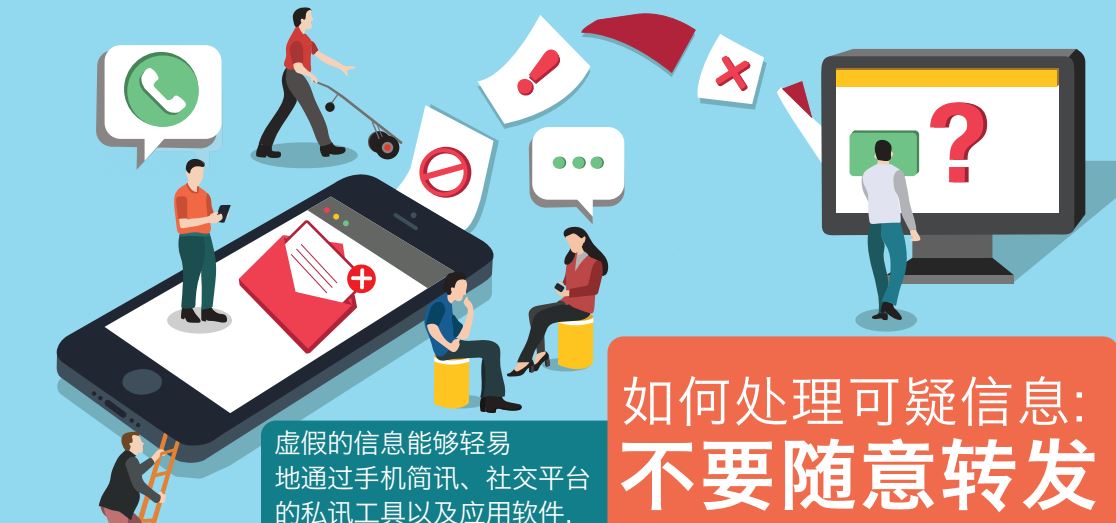 如何处理可疑信息:
不要随意转发
虚假的信息能够轻易
地通过手机简讯、社交平台
的私讯工具以及应用软件，